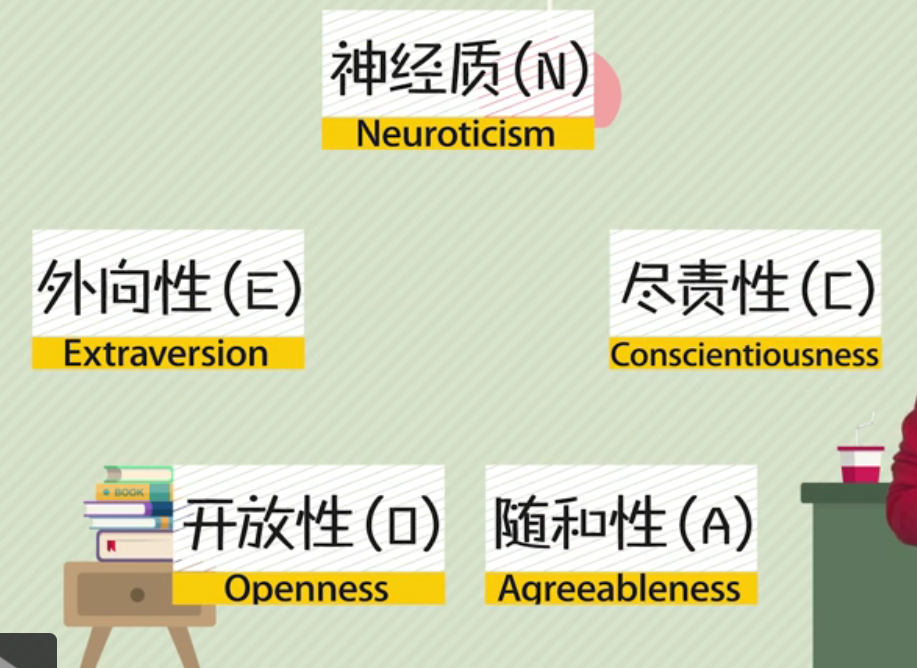 神经质(N)
Neuroticism
外向性(E)
Extraversion
尽责性(C)
Conscientiousness
BOOK
开放性(O)
Openness
随和性(A)
Agreeableness